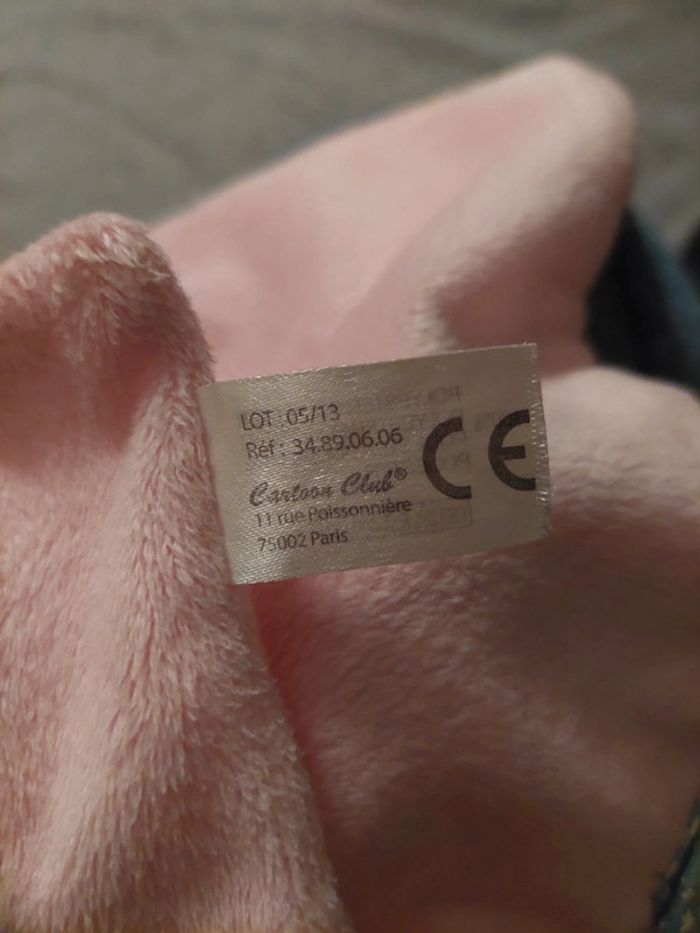 LOT : 05/13
Réf : 34.89.06.06
Cartoon Club®
11 rue Poissonnière
75002 Paris
CE